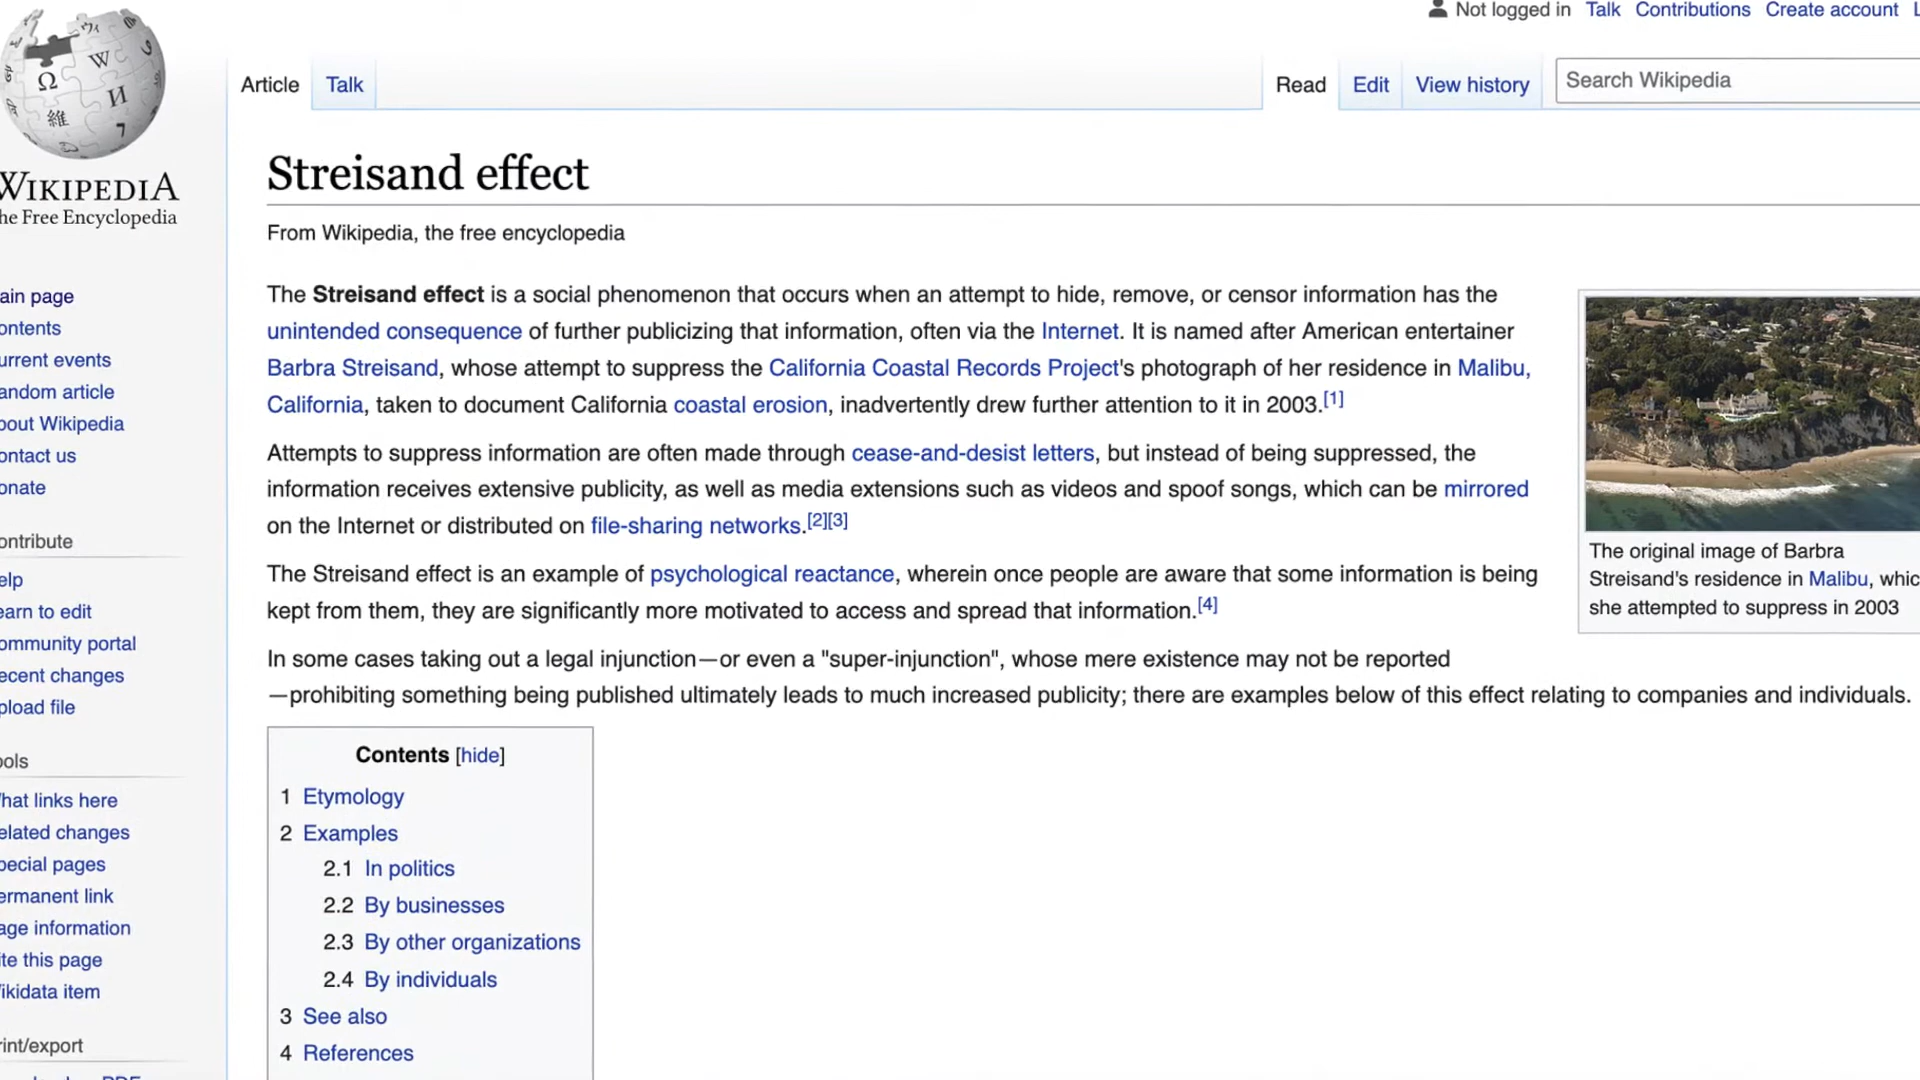 Not logged in Talk Contributions Create account
Article Talk Read Edit View history Search Wikipedia
WIKIPEDIA
he Free Encyclopedia
ain page
ontents
urrent events
andom article
bout Wikipedia
ontact us
onate
ontribute
elp
earn to edit
ommunity portal
ecent changes
pload file
ools
hat links here
elated changes
pecial pages
ermanent link
age information
ite this page
ikidata item
rint/export
Streisand effect
From Wikipedia, the free encyclopedia
The Streisand effect is a social phenomenon that occurs when an attempt to hide, remove, or censor information has the
unintended consequence of further publicizing that information, often via the Internet. It is named after American entertainer
Barbra Streisand, whose attempt to suppress the California Coastal Records Project's photograph of her residence in Malibu,
California, taken to document California coastal erosion, inadvertently drew further attention to it in 2003.[1]
Attempts to suppress information are often made through cease-and-desist letters, but instead of being suppressed, the
information receives extensive publicity, as well as media extensions such as videos and spoof songs, which can be mirrored
on the Internet or distributed on file-sharing networks.[2][3]
The Streisand effect is an example of psychological reactance, wherein once people are aware that some information is being
kept from them, they are significantly more motivated to access and spread that information.[4]
In some cases taking out a legal injunction—or even a "super-injunction", whose mere existence may not be reported
—prohibiting something being published ultimately leads to much increased publicity; there are examples below of this effect relating to companies and individuals.
The original image of Barbra
Streisand's residence in Malibu, whic
she attempted to suppress in 2003
Contents [hide]
1 Etymology
2 Examples
2.1 In politics
2.2 By businesses
2.3 By other organizations
2.4 By individuals
3 See also
4 References